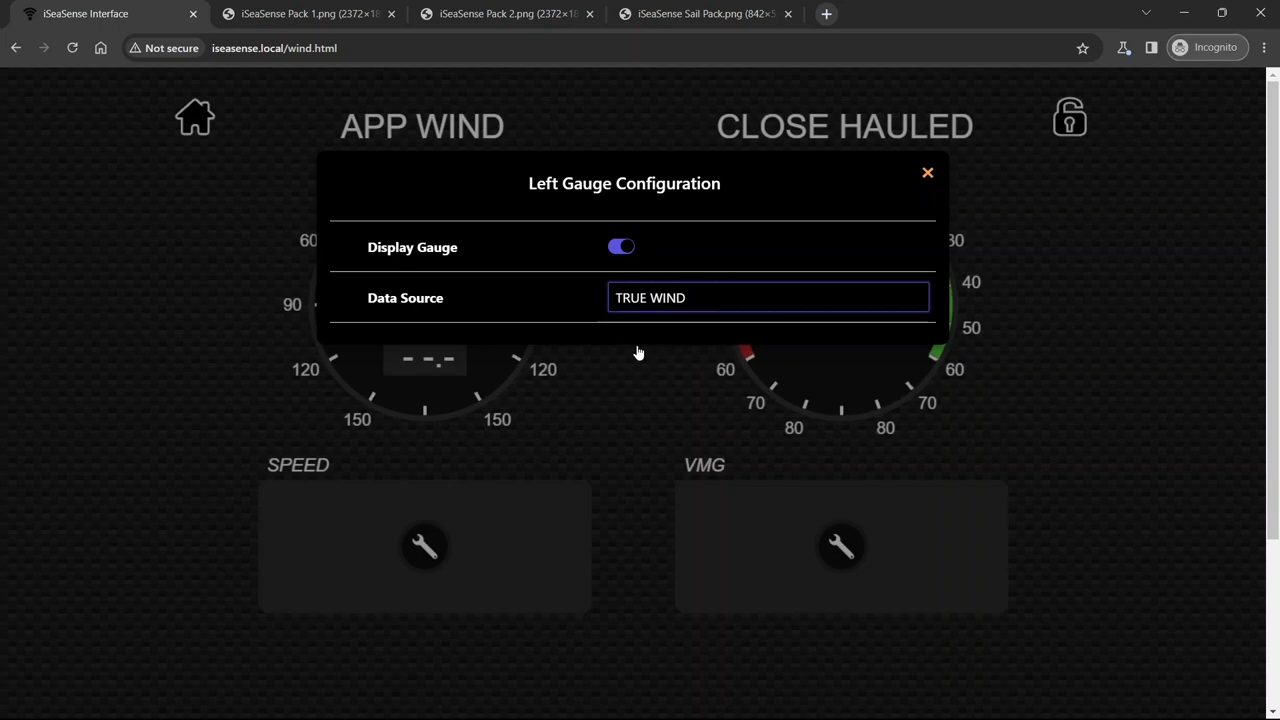 iSeaSense Interface
iSeaSense Pack 1.png (2372×18
iSeaSense Pack 2.png (2372×18
iSeaSense Sail Pack.png (842×5
Not secure
iseasense.local/wind.html
Incognito
APP WIND
CLOSE HAULED
Left Gauge Configuration
Display Gauge
Data Source
TRUE WIND
60
90
120
150
150
120
--.-
30
40
50
60
70
80
80
70
60
SPEED
VMG